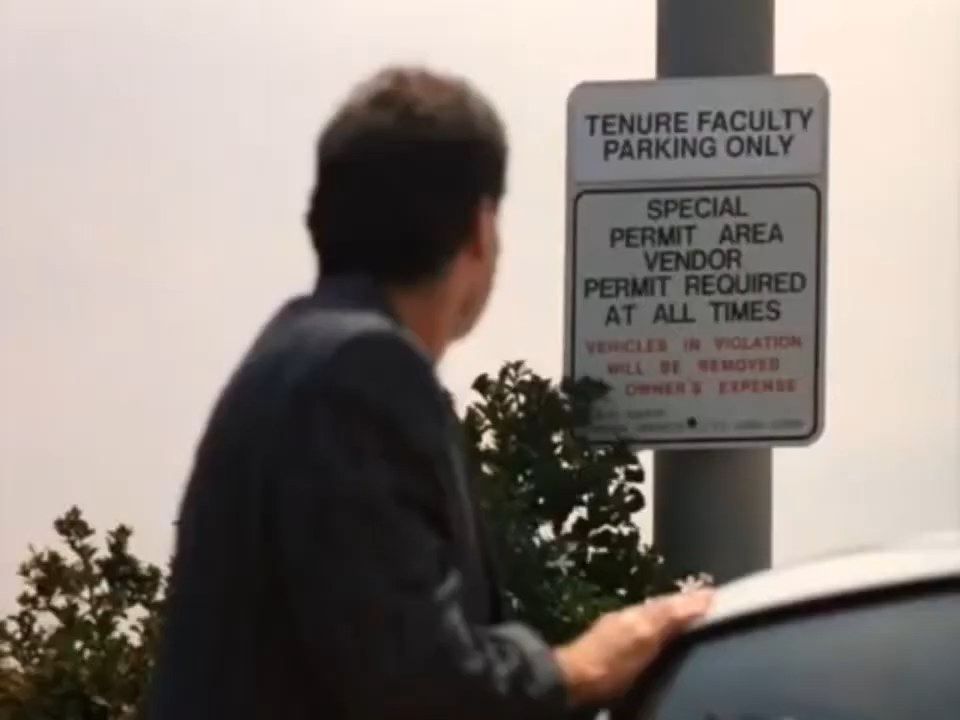 TENURE FACULTY
PARKING ONLY
SPECIAL
PERMIT AREA
VENDOR
PERMIT REQUIRED
AT ALL TIMES
VEHICLES IN VIOLATION
WILL BE REMOVED
OWNER'S EXPENSE